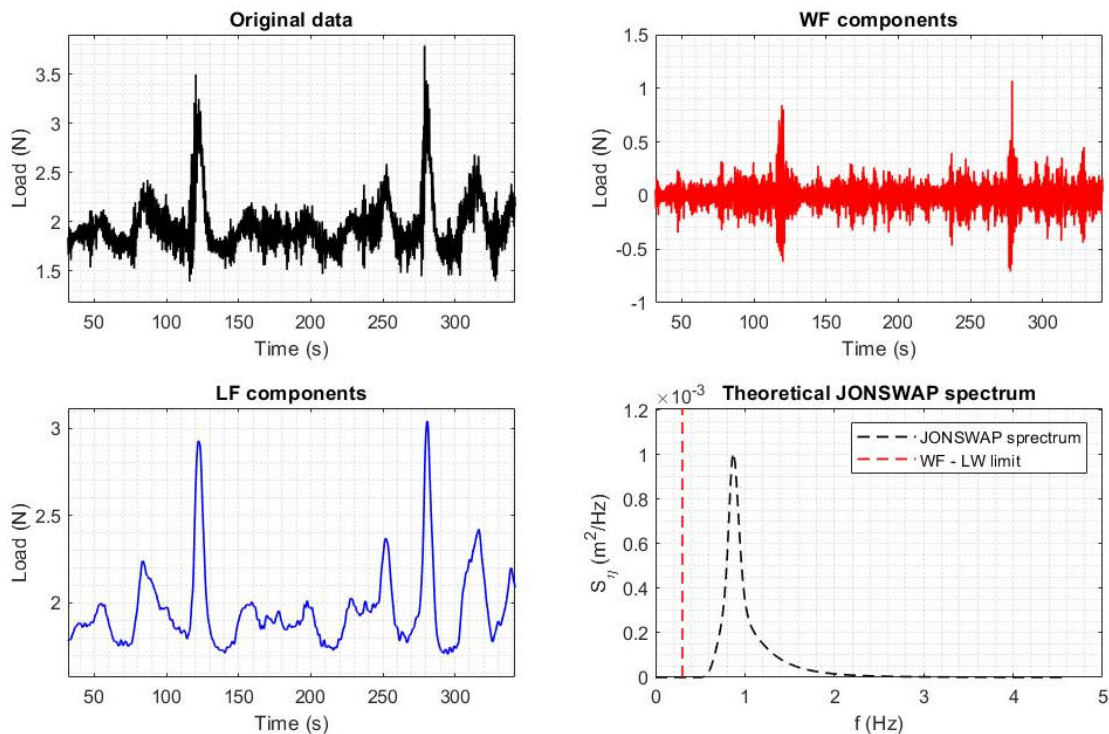 Original data
Load (N)
3.5
3
2.5
2
1.5
50 100 150 200 250 300
Time (s)
WF components
Load (N)
1.5
1
0.5
0
-0.5
-1
50 100 150 200 250 300
Time (s)
LF components
Load (N)
3
2.5
2
50 100 150 200 250 300
Time (s)
Theoretical JONSWAP spectrum
×10⁻³
S_η (m²/Hz)
1.2
1
0.8
0.6
0.4
0.2
0
0 1 2 3 4 5
f (Hz)
JONSWAP sprectrum
WF - LW limit